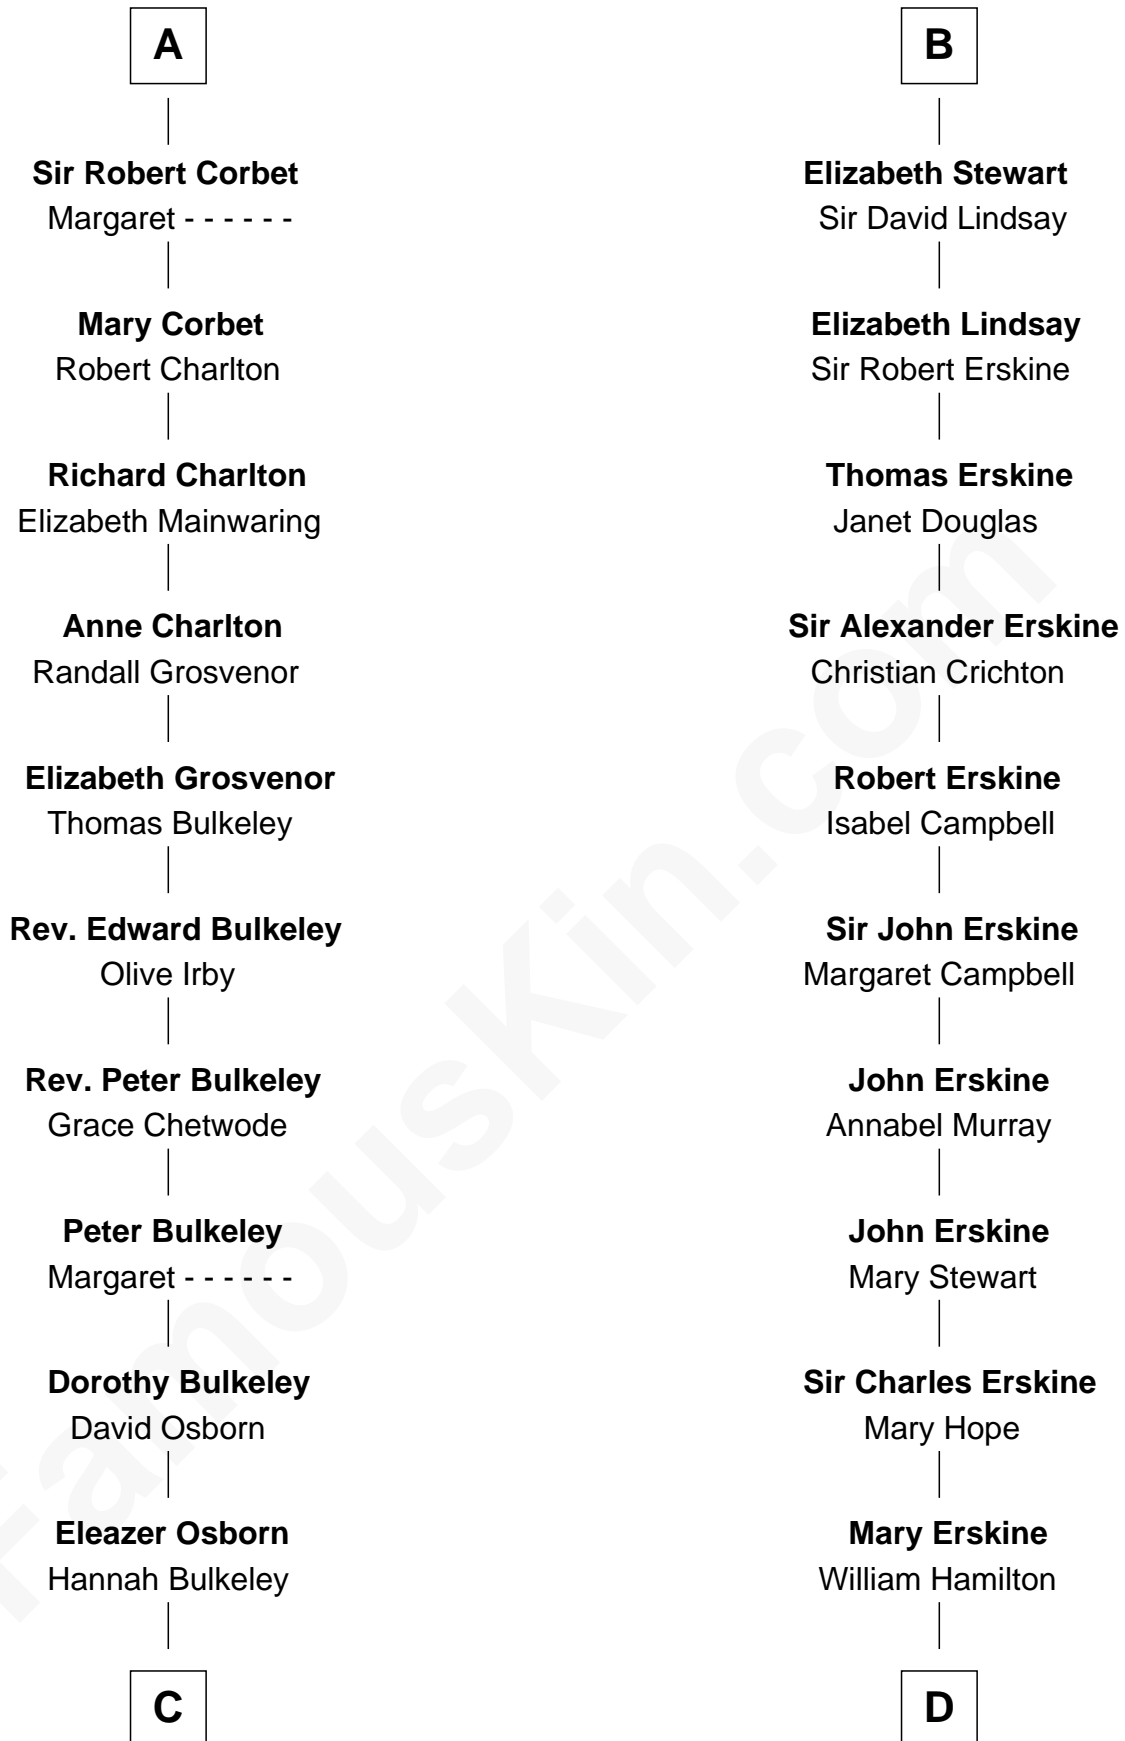 A
Sir Robert Corbet
Margaret - - - - - -
Mary Corbet
Robert Charlton
Richard Charlton
Elizabeth Mainwaring
Anne Charlton
Randall Grosvenor
Elizabeth Grosvenor
Thomas Bulkeley
Rev. Edward Bulkeley
Olive Irby
Rev. Peter Bulkeley
Grace Chetwode
Peter Bulkeley
Margaret - - - - - -
Dorothy Bulkeley
David Osborn
Eleazer Osborn
Hannah Bulkeley
C
B
Elizabeth Stewart
Sir David Lindsay
Elizabeth Lindsay
Sir Robert Erskine
Thomas Erskine
Janet Douglas
Sir Alexander Erskine
Christian Crichton
Robert Erskine
Isabel Campbell
Sir John Erskine
Margaret Campbell
John Erskine
Annabel Murray
John Erskine
Mary Stewart
Sir Charles Erskine
Mary Hope
Mary Erskine
William Hamilton
D
FamousKin.com